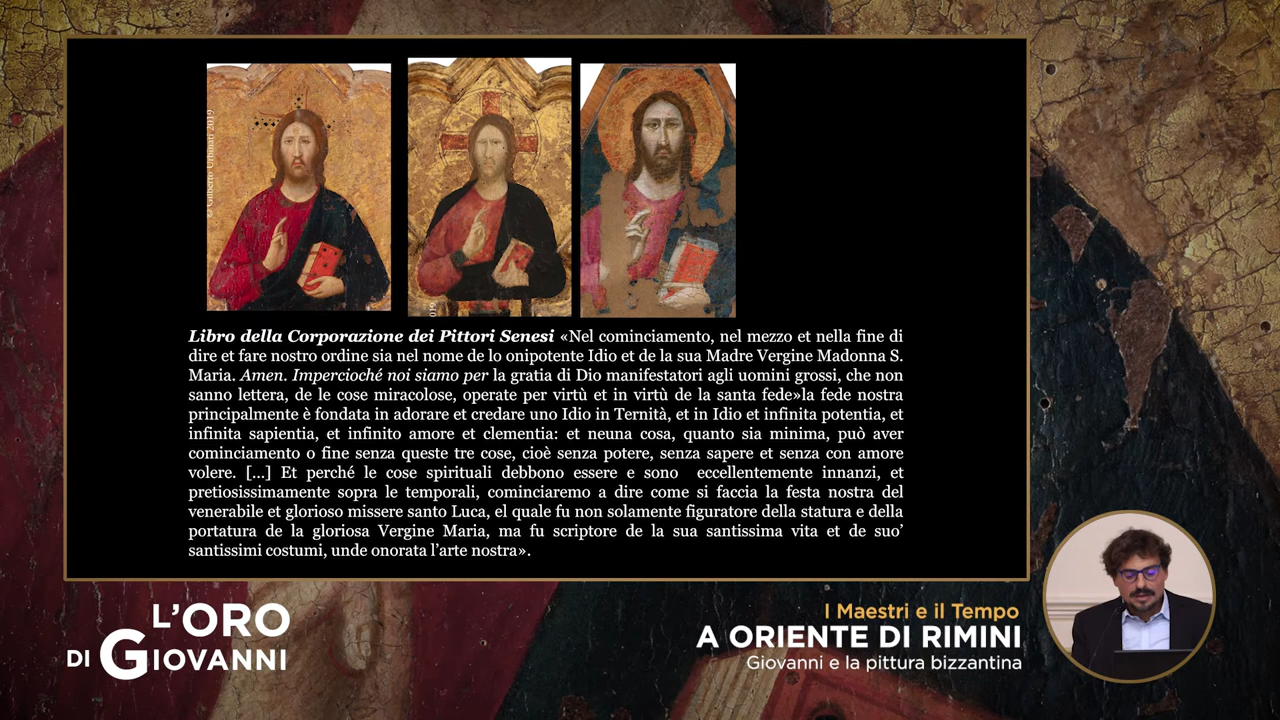 © Gilberto Urbinati 2019
019
Libro della Corporazione dei Pittori Senesi «Nel cominciamento, nel mezzo et nella fine di
dire et fare nostro ordine sia nel nome de lo onipotente Idio et de la sua Madre Vergine Madonna S.
Maria. Amen. Impercioché noi siamo per la gratia di Dio manifestatori agli uomini grossi, che non
sanno lettera, de le cose miracolose, operate per virtù et in virtù de la santa fede»la fede nostra
principalmente è fondata in adorare et credare uno Idio in Ternità, et in Idio et infinita potentia, et
infinita sapientia, et infinito amore et clementia: et neuna cosa, quanto sia minima, può aver
cominciamento o fine senza queste tre cose, cioè senza potere, senza sapere et senza con amore
volere. [...] Et perché le cose spirituali debbono essere e sono eccellentemente innanzi, et
pretiosissimamente sopra le temporali, cominciaremo a dire come si faccia la festa nostra del
venerabile et glorioso missere santo Luca, el quale fu non solamente figuratore della statura e della
portatura de la gloriosa Vergine Maria, ma fu scriptore de la sua santissima vita et de suo’
santissimi costumi, unde onorata l’arte nostra».
L’ORO
DI GIOVANNI
I Maestri e il Tempo
A ORIENTE DI RIMINI
Giovanni e la pittura bizzantina